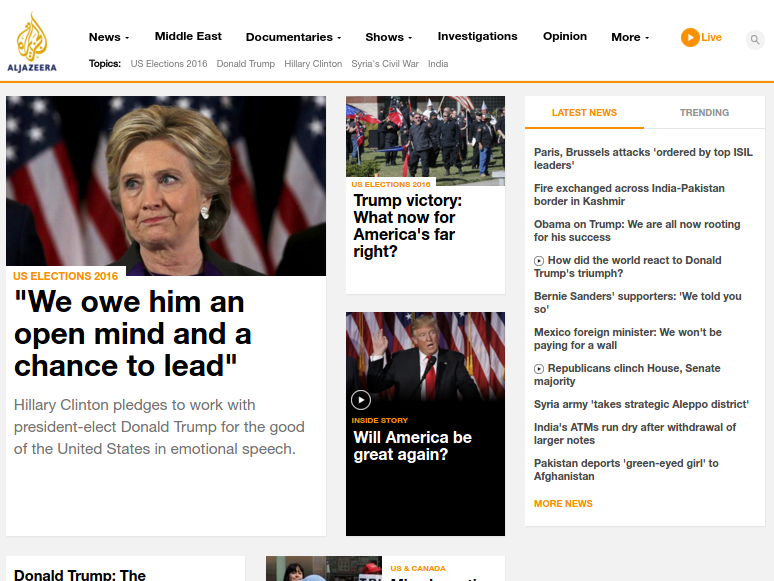 ALJAZEERA
News
Middle East
Documentaries
Shows
Investigations
Opinion
More
Live
Topics:
US Elections 2016
Donald Trump
Hillary Clinton
Syria's Civil War
India
US ELECTIONS 2016
"We owe him an
open mind and a
chance to lead"
Hillary Clinton pledges to work with
president-elect Donald Trump for the good
of the United States in emotional speech.
US ELECTIONS 2016
Trump victory:
What now for
America's far
right?
INSIDE STORY
Will America be
great again?
LATEST NEWS
TRENDING
Paris, Brussels attacks 'ordered by top ISIL
leaders'
Fire exchanged across India-Pakistan
border in Kashmir
Obama on Trump: We are all now rooting
for his success
How did the world react to Donald
Trump's triumph?
Bernie Sanders' supporters: 'We told you
so'
Mexico foreign minister: We won't be
paying for a wall
Republicans clinch House, Senate
majority
Syria army 'takes strategic Aleppo district'
India's ATMs run dry after withdrawal of
larger notes
Pakistan deports 'green-eyed girl' to
Afghanistan
MORE NEWS
Donald Trump: The
US & CANADA